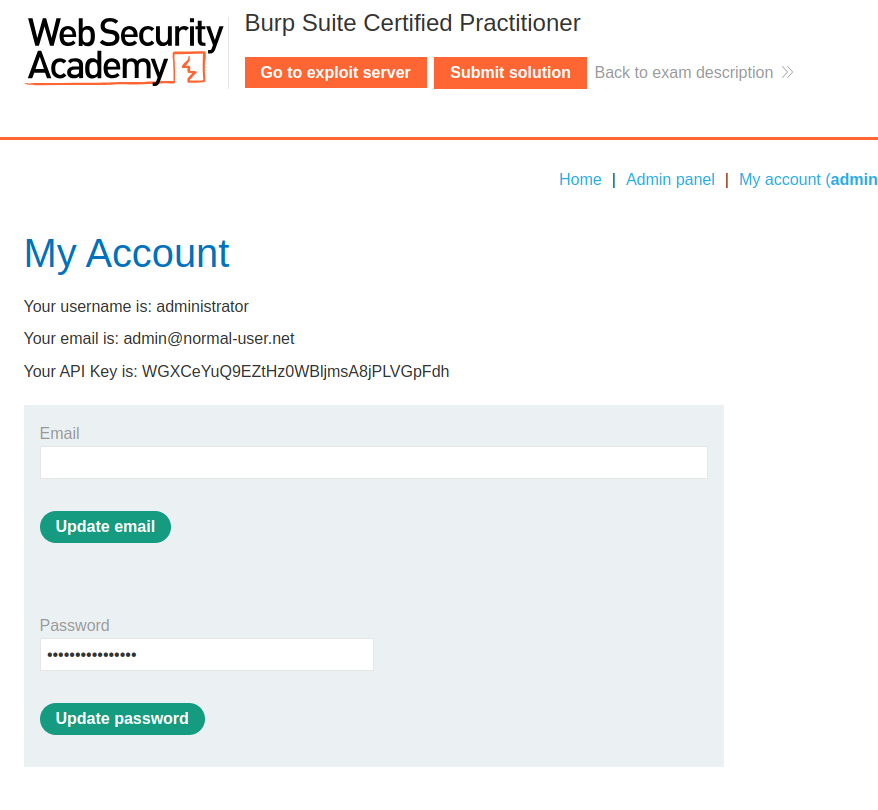 Web Security
Academy
Burp Suite Certified Practitioner
Go to exploit server
Submit solution
Back to exam description
Home | Admin panel | My account (admin
My Account
Your username is: administrator
Your email is: admin@normal-user.net
Your API Key is: WGXCeYuQ9EZtHz0WBljmsA8jPLVGpFdh
Email
Update email
Password
••••••••••••••••
Update password